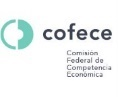 cofece
Comisión
Federal de
Competencia
Económica